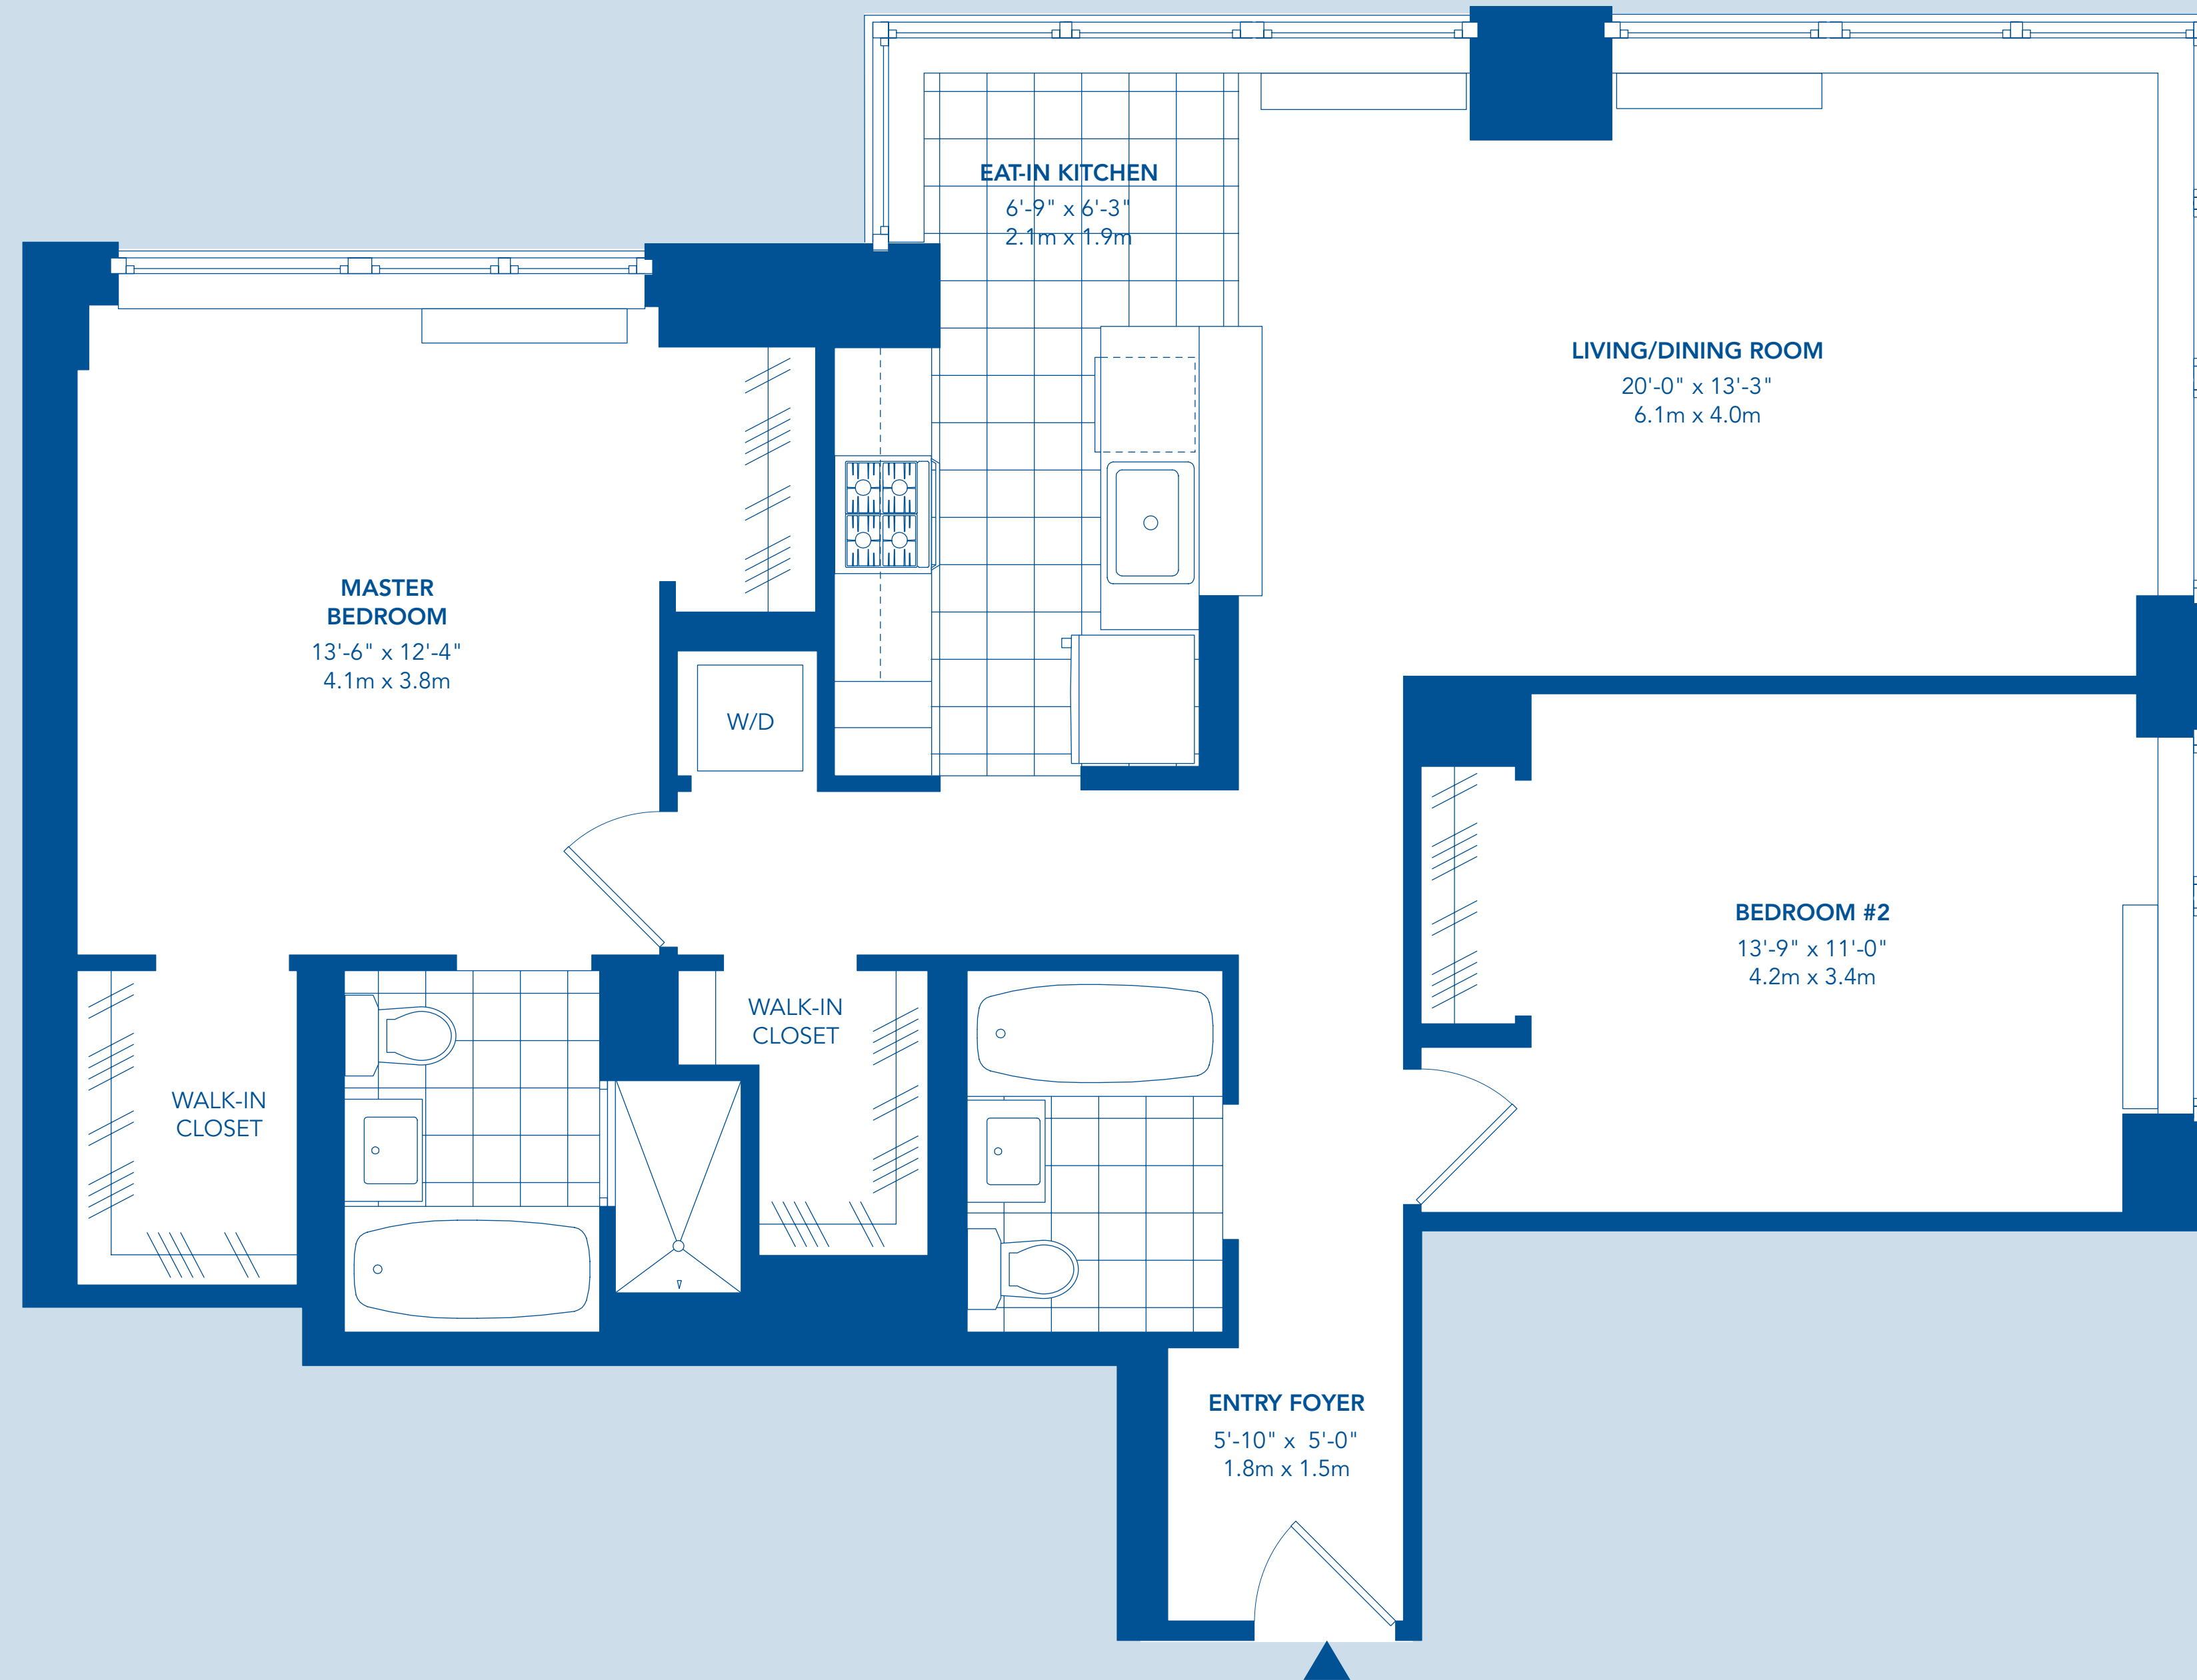 EAT-IN KITCHEN
6'-9" x 6'-3"
2.1m x 1.9m
LIVING/DINING ROOM
20'-0" x 13'-3"
6.1m x 4.0m
MASTER
BEDROOM
13'-6" x 12'-4"
4.1m x 3.8m
W/D
BEDROOM #2
13'-9" x 11'-0"
4.2m x 3.4m
WALK-IN
CLOSET
WALK-IN
CLOSET
ENTRY FOYER
5'-10" x  5'-0"
1.8m x 1.5m